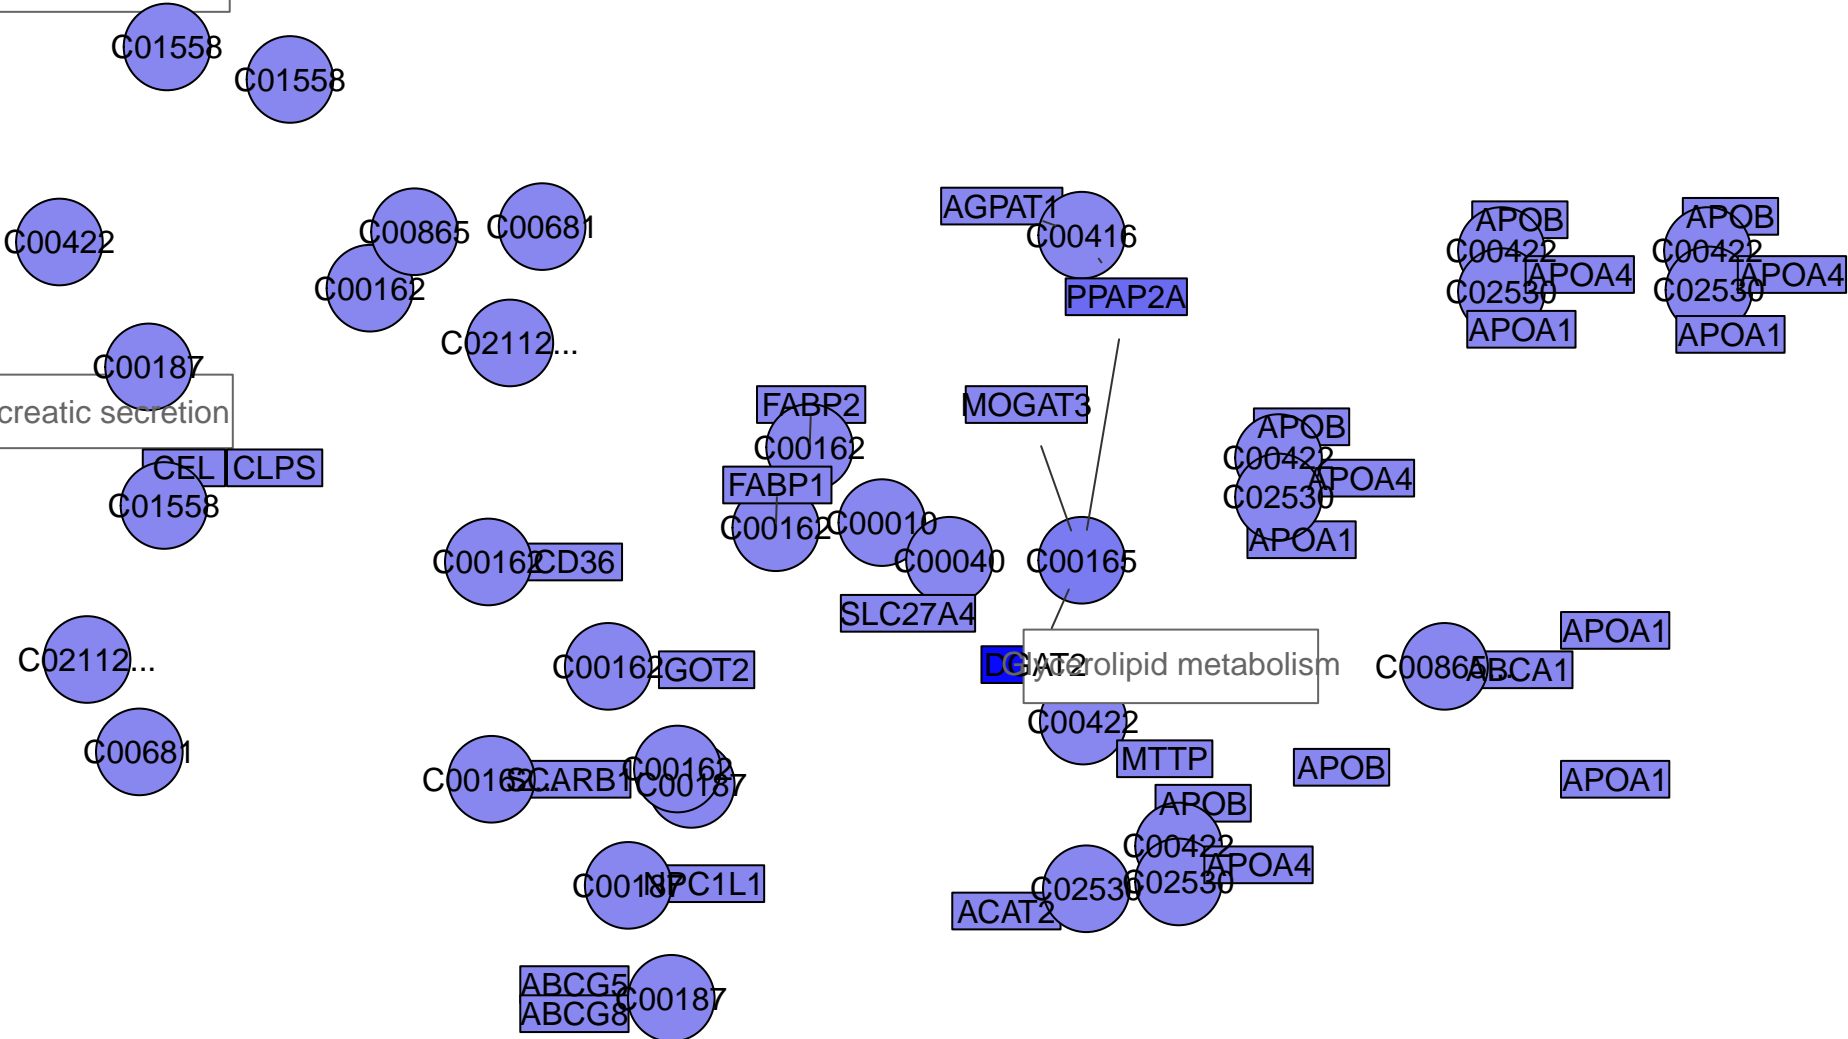 C01558
C01558
C00422
C00865
C00681
C00162
C02112...
C00187
creatic secretion
CEL
CLPS
C01558
C02112...
C00681
FABP2
C00162
FABP1
C00162
C00010
C00040
SLC27A4
C00162
CD36
C00162
GOT2
C00162...
SCARB1
C00162
C00187
C00187
NPC1L1
ABCG5
ABCG8
C00187
AGPAT1
C00416
PPAP2A
MOGAT3
C00165
DGAT2
Glycerolipid metabolism
C00422
MTTP
APOB
APOB
C00422
APOA4
C02530
C02530
ACAT2
APOB
C00422
APOA4
C02530
APOA1
APOB
C00422
APOA4
C02530
APOA1
APOB
C00422
APOA4
C02530
APOA1
APOA1
C00865...
ABCA1
APOA1